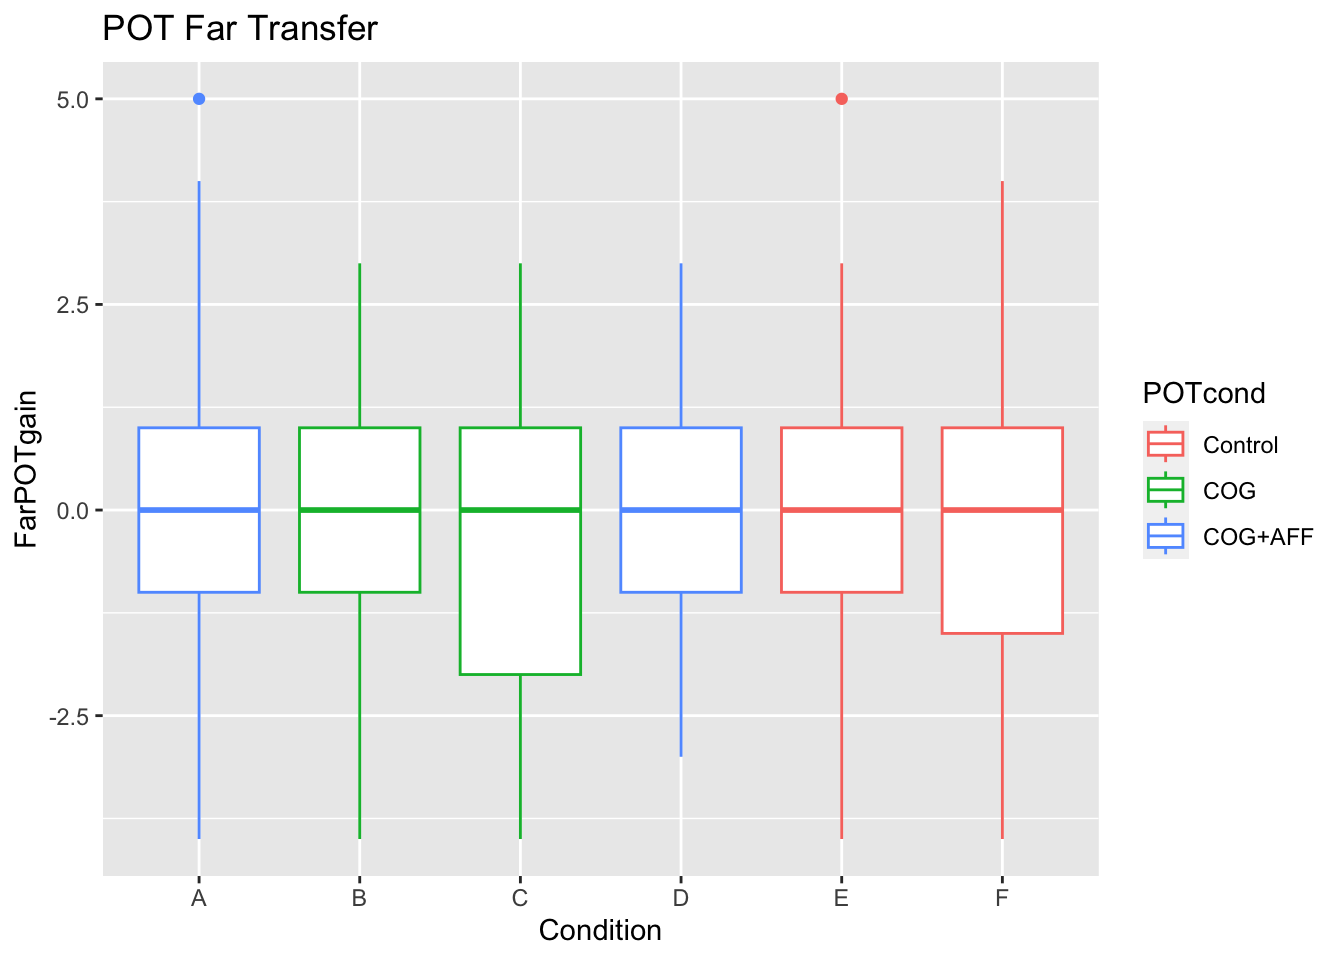 POT Far Transfer
5.0
2.5
0.0
-2.5
FarPOTgain
A B C D E F
Condition
POTcond
Control
COG
COG+AFF